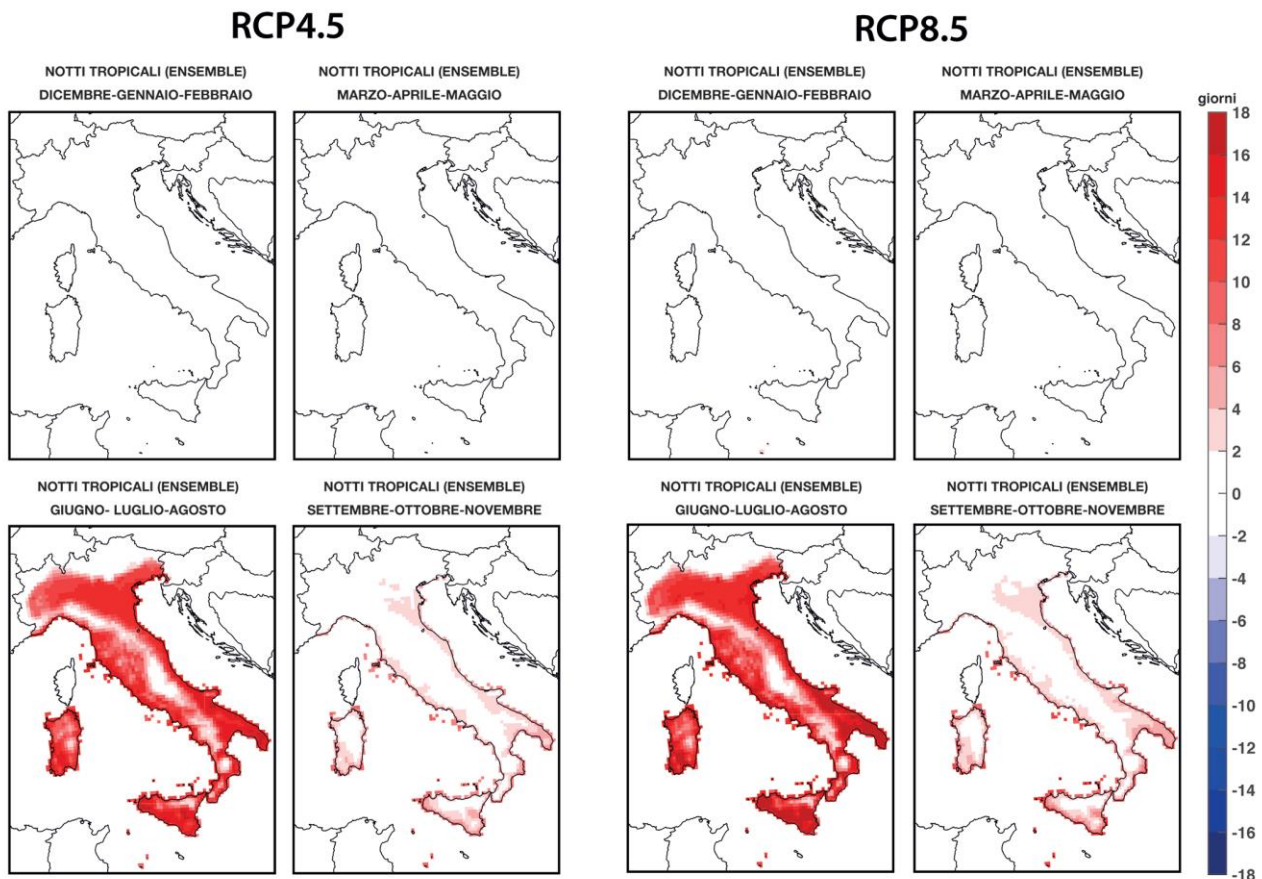 RCP4.5
RCP8.5
NOTTI TROPICALI (ENSEMBLE)
DICEMBRE-GENNAIO-FEBBRAIO
NOTTI TROPICALI (ENSEMBLE)
MARZO-APRILE-MAGGIO
NOTTI TROPICALI (ENSEMBLE)
DICEMBRE-GENNAIO-FEBBRAIO
NOTTI TROPICALI (ENSEMBLE)
MARZO-APRILE-MAGGIO
NOTTI TROPICALI (ENSEMBLE)
GIUGNO- LUGLIO-AGOSTO
NOTTI TROPICALI (ENSEMBLE)
SETTEMBRE-OTTOBRE-NOVEMBRE
NOTTI TROPICALI (ENSEMBLE)
GIUGNO-LUGLIO-AGOSTO
NOTTI TROPICALI (ENSEMBLE)
SETTEMBRE-OTTOBRE-NOVEMBRE
giorni
18
16
14
12
10
8
6
4
2
0
-2
-4
-6
-8
-10
-12
-14
-16
-18